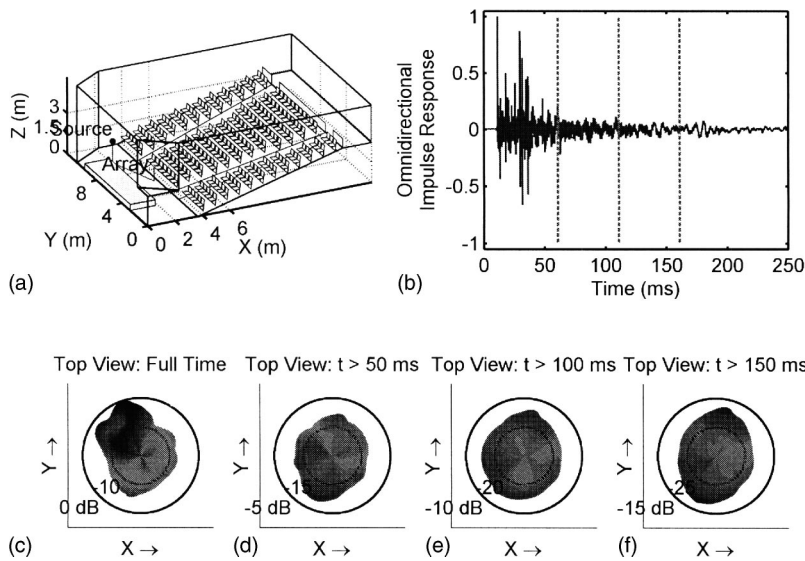 Z (m)
3
1.5
0
Source
Array
8
4
0
Y (m)
0 2 4 6
X (m)
(a)
Omnidirectional
Impulse Response
1
0.5
0
-0.5
-1
0 50 100 150 200 250
Time (ms)
(b)
Top View: Full Time
Y →
-10
0 dB
X →
(c)
Top View: t > 50 ms
Y →
-15
-5 dB
X →
(d)
Top View: t > 100 ms
Y →
-20
-10 dB
X →
(e)
Top View: t > 150 ms
Y →
-25
-15 dB
X →
(f)